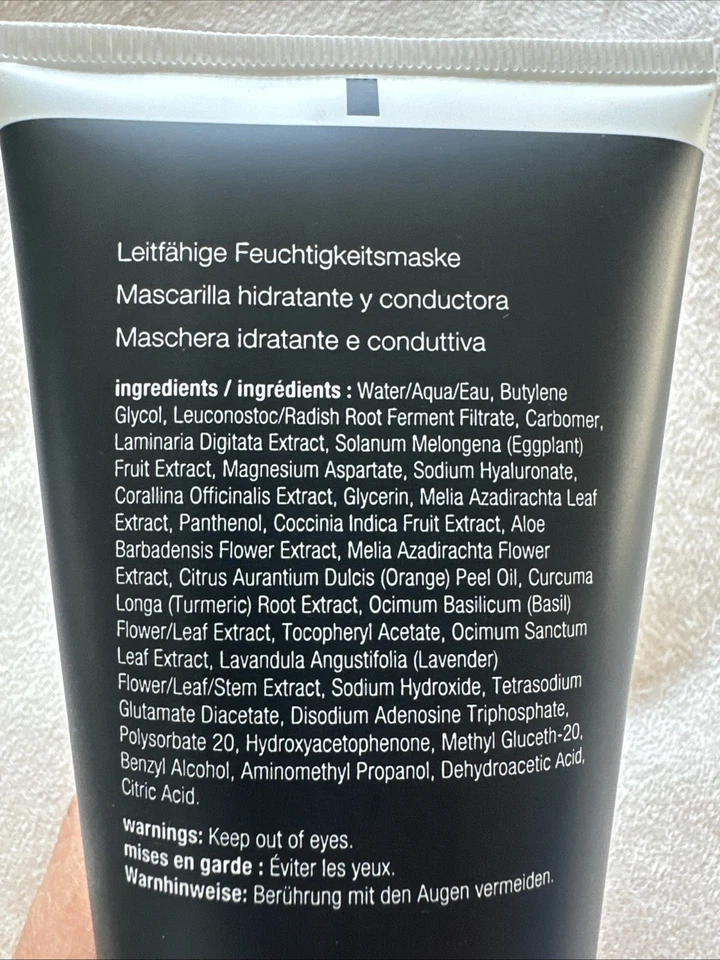 Leitfähige Feuchtigkeitsmaske
Mascarilla hidratante y conductora
Maschera idratante e conduttiva
ingredients / ingrédients : Water/Aqua/Eau, Butylene
Glycol, Leuconostoc/Radish Root Ferment Filtrate, Carbomer,
Laminaria Digitata Extract, Solanum Melongena (Eggplant)
Fruit Extract, Magnesium Aspartate, Sodium Hyaluronate,
Corallina Officinalis Extract, Glycerin, Melia Azadirachta Leaf
Extract, Panthenol, Coccinia Indica Fruit Extract, Aloe
Barbadensis Flower Extract, Melia Azadirachta Flower
Extract, Citrus Aurantium Dulcis (Orange) Peel Oil, Curcuma
Longa (Turmeric) Root Extract, Ocimum Basilicum (Basil)
Flower/Leaf Extract, Tocopheryl Acetate, Ocimum Sanctum
Leaf Extract, Lavandula Angustifolia (Lavender)
Flower/Leaf/Stem Extract, Sodium Hydroxide, Tetrasodium
Glutamate Diacetate, Disodium Adenosine Triphosphate,
Polysorbate 20, Hydroxyacetophenone, Methyl Gluceth-20,
Benzyl Alcohol, Aminomethyl Propanol, Dehydroacetic Acid,
Citric Acid.
warnings: Keep out of eyes.
mises en garde : Éviter les yeux.
Warnhinweise: Berührung mit den Augen vermeiden.